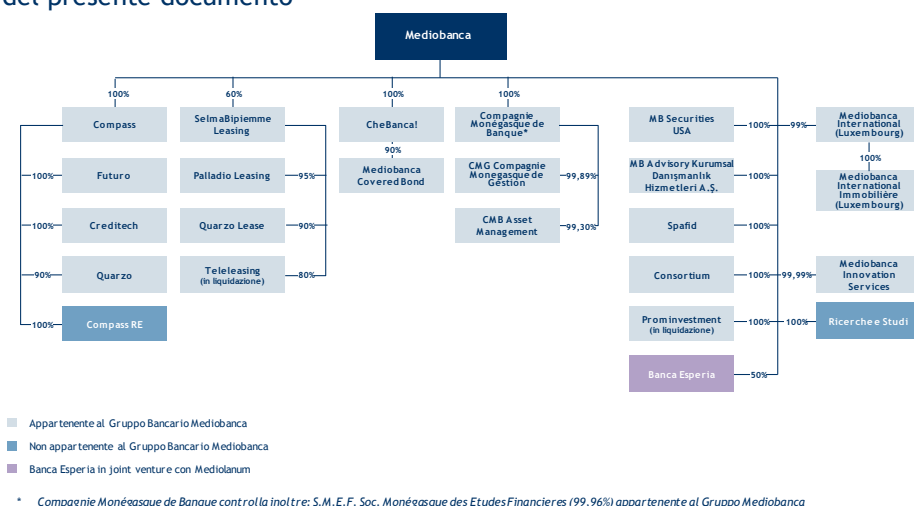 del presente documento
Mediobanca
100%
60%
100%
100%
Compass
SelmaBipiemme
Leasing
CheBanca!
Compagnie
Monégasque de
Banque*
MB Securities
USA
100%
99%
Mediobanca
International
(Luxembourg)
90%
100%
100%
Futuro
Palladio Leasing
95%
Mediobanca
Covered Bond
CMG Compagnie
Monegasque de
Géstion
99,89%
MB Advisory Kurumsal
Danışmanlık
Hizmetleri A.Ş.
100%
Mediobanca
International
Immobilière
(Luxembourg)
100%
Creditech
Quarzo Lease
90%
CMB Asset
Management
99,30%
Spafid
100%
90%
Quarzo
Teleleasing
(in liquidazione)
80%
Consortium
100%
99,99%
Mediobanca
Innovation
Services
100%
Compass RE
Prominvestment
(in liquidazione)
100%
100%
Ricerche e Studi
Banca Esperia
50%
Appartenente al Gruppo Bancario Mediobanca
Non appartenente al Gruppo Bancario Mediobanca
Banca Esperia in joint venture con Mediolanum
* Compagnie Monégasque de Banque controlla inoltre: S.M.E.F. Soc. Monégasque des Etudes Financieres (99,96%) appartenente al Gruppo Mediobanca